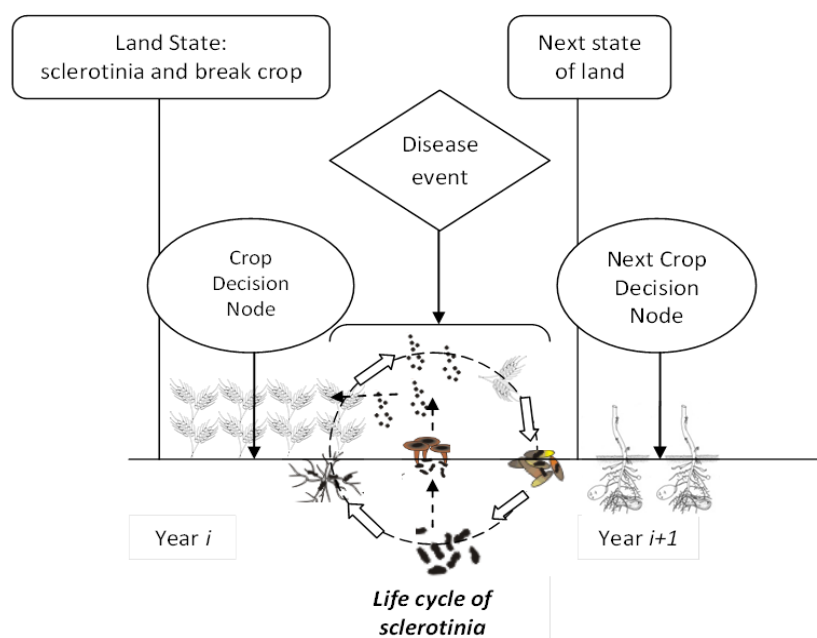 Land State:
sclerotinia and break crop
Next state
of land
Disease
event
Crop
Decision
Node
Next Crop
Decision
Node
Year i
Year i+1
Life cycle of
sclerotinia